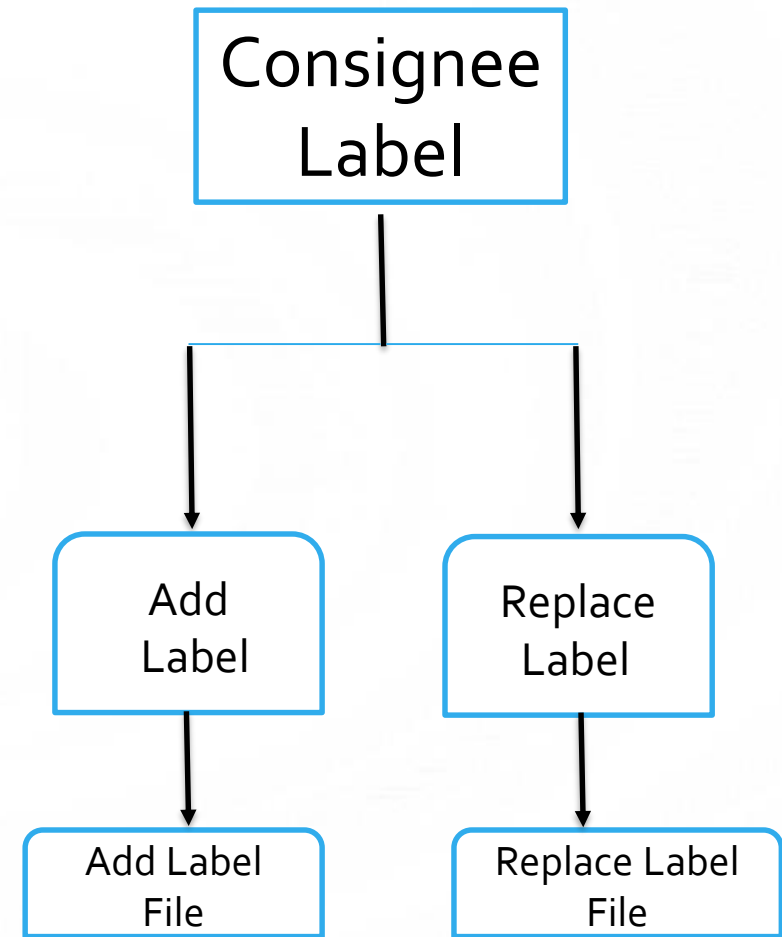 Consignee
Label
Add
Label
Replace
Label
Add Label
File
Replace Label
File